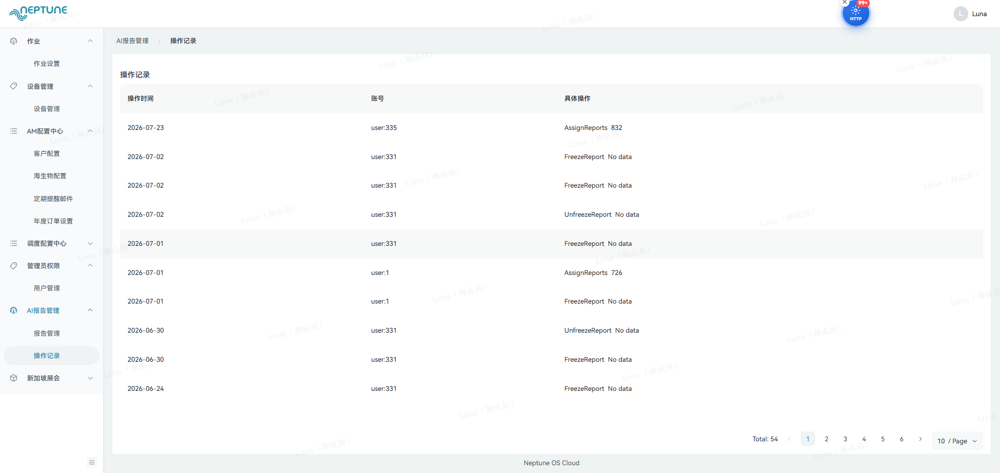 NEPTUNE
99+
HTTP
L
Luna
作业
作业设置
设备管理
设备管理
AM配置中心
客户配置
海生物配置
定期提醒邮件
年度订单设置
调度配置中心
管理员权限
用户管理
AI报告管理
报告管理
操作记录
新加坡展会
AI报告管理 / 操作记录
操作记录
操作时间 账号 具体操作
2026-07-23 user:335 AssignReports 832
2026-07-02 user:331 FreezeReport No data
2026-07-02 user:331 FreezeReport No data
2026-07-02 user:331 UnfreezeReport No data
2026-07-01 user:331 FreezeReport No data
2026-07-01 user:1 AssignReports 726
2026-07-01 user:1 FreezeReport No data
2026-06-30 user:331 UnfreezeReport No data
2026-06-30 user:331 FreezeReport No data
2026-06-24 user:331 FreezeReport No data
Total: 54 1 2 3 4 5 6 10 / Page
Neptune OS Cloud